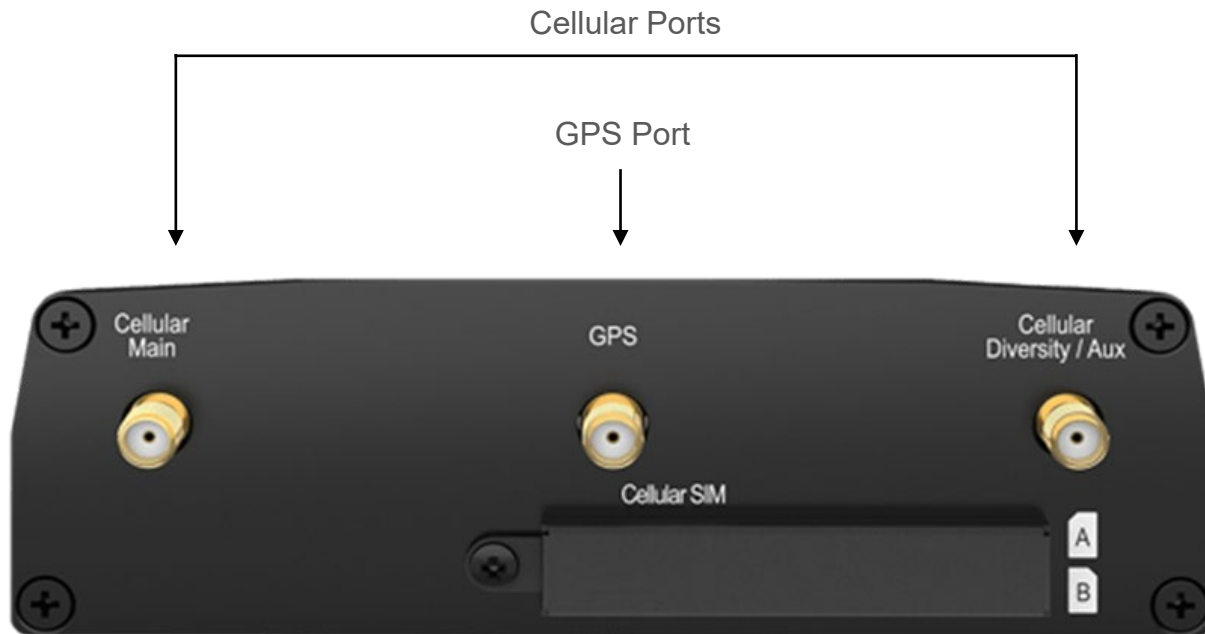 Cellular Ports
GPS Port
Cellular
Main
GPS
Cellular
Diversity / Aux
Cellular SIM
A
B